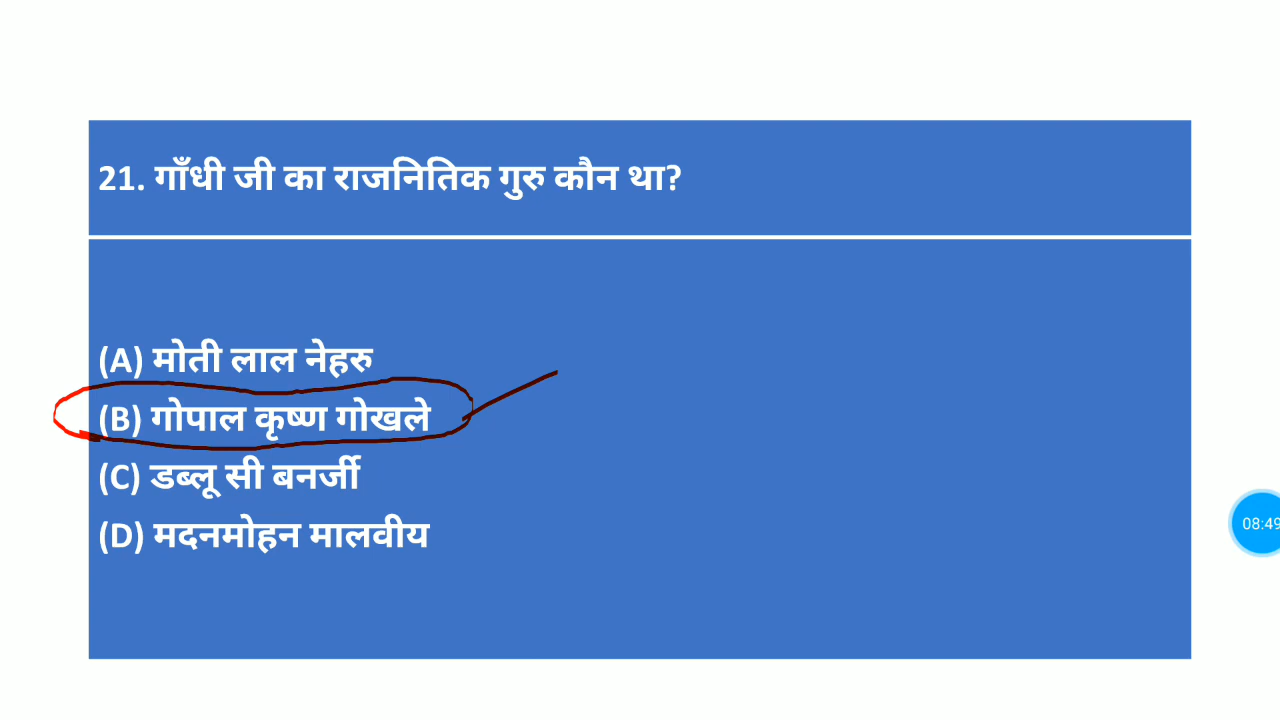 21. गाँधी जी का राजनितिक गुरु कौन था?
(A) मोती लाल नेहरु
(B) गोपाल कृष्ण गोखले
(C) डब्लू सी बनर्जी
(D) मदनमोहन मालवीय
08:49